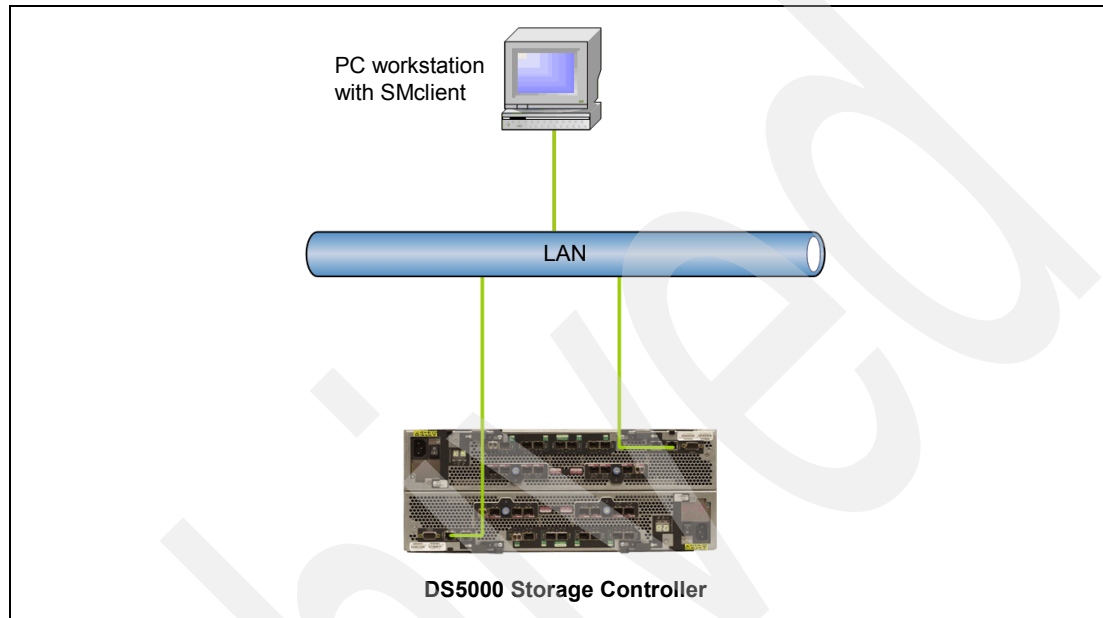 PC workstation
with SMclient
LAN
DS5000 Storage Controller